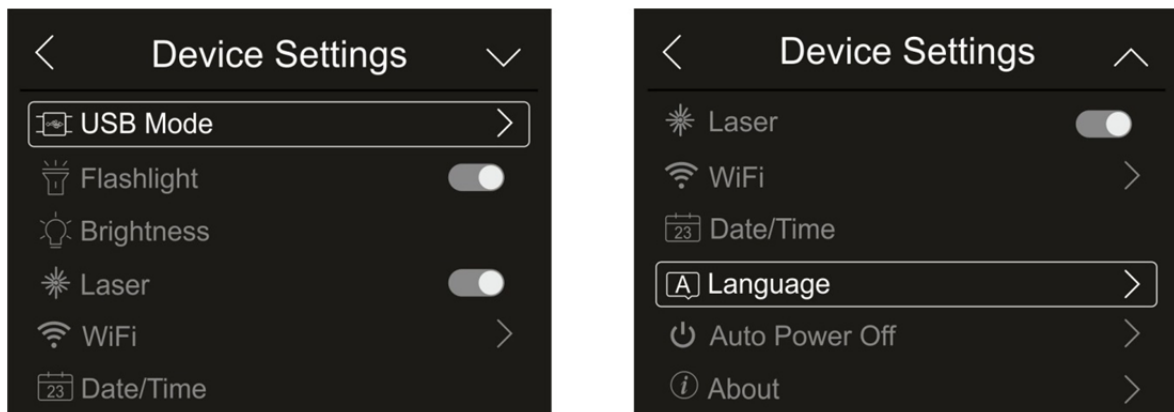 Device Settings
USB Mode
Flashlight
Brightness
Laser
WiFi
23 Date/Time
Device Settings
Laser
WiFi
23 Date/Time
A Language
Auto Power Off
i About